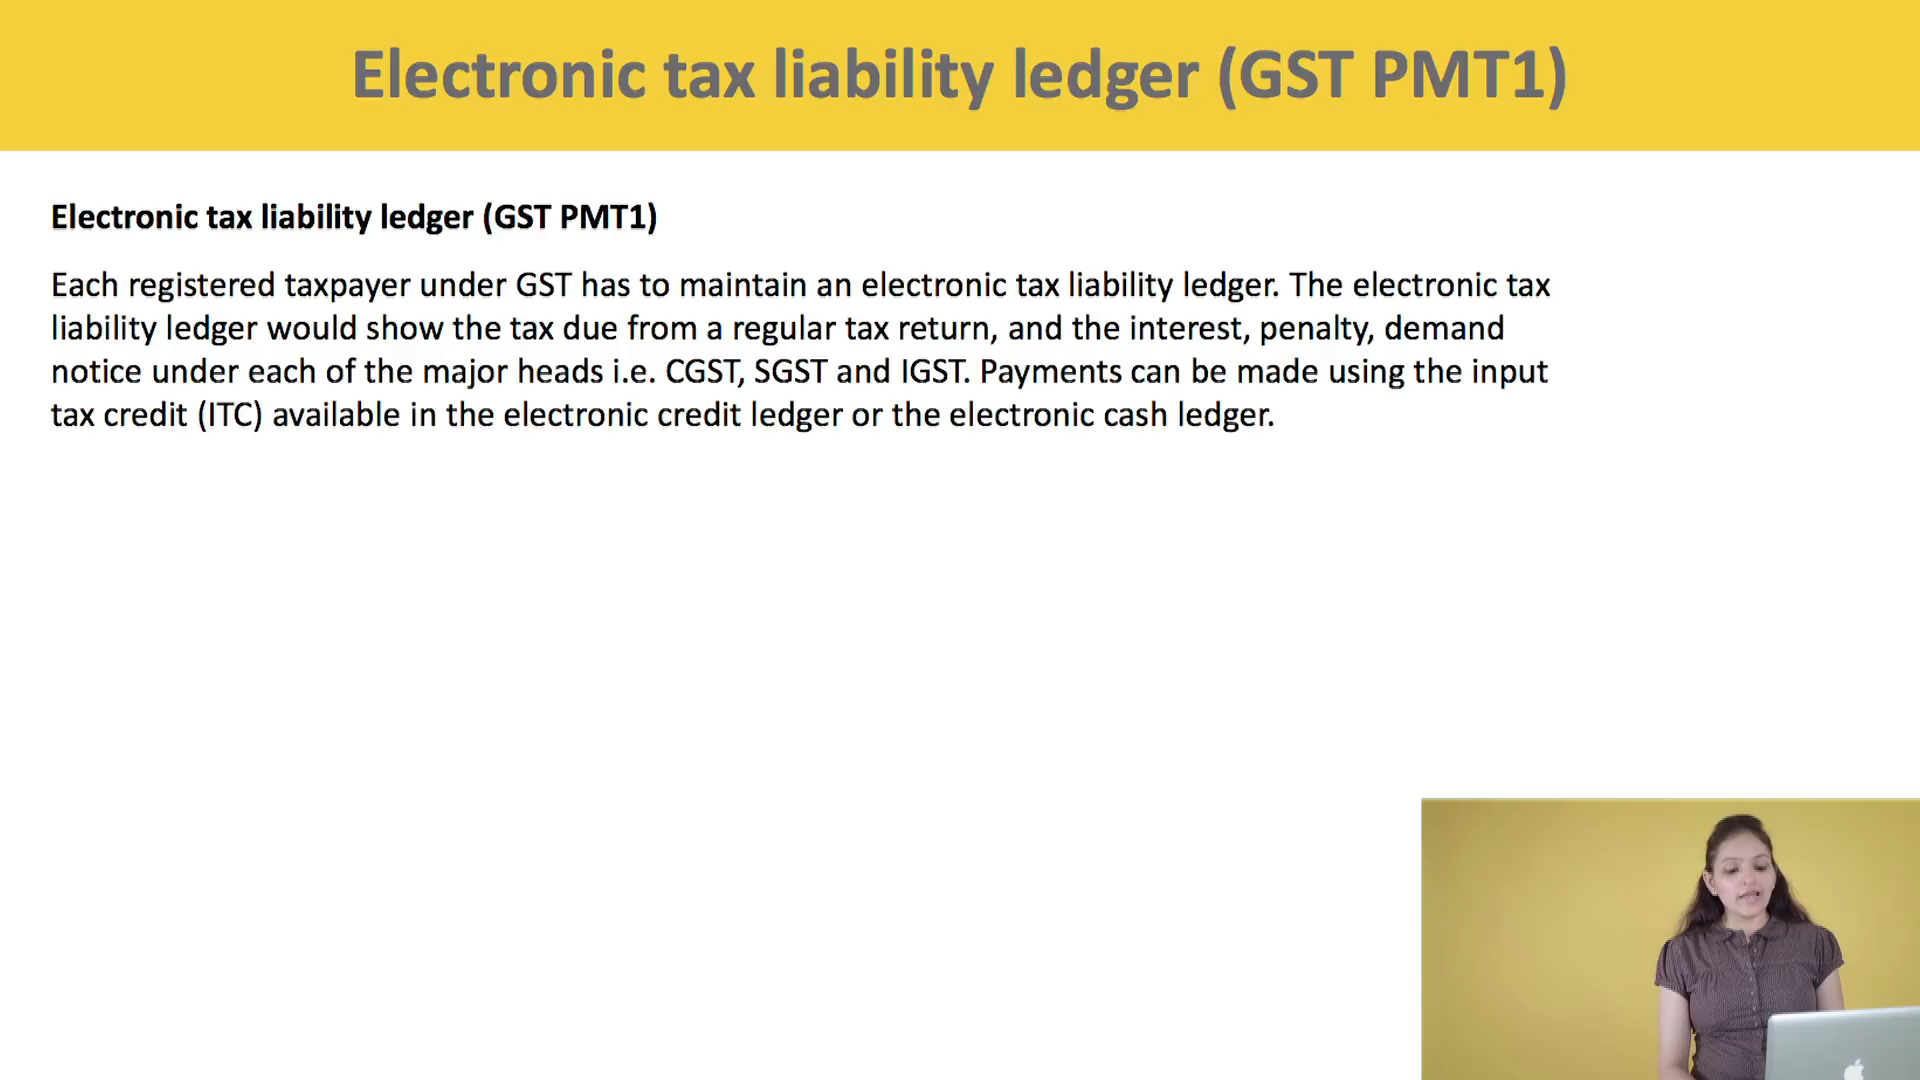 Electronic tax liability ledger (GST PMT1)
Electronic tax liability ledger (GST PMT1)
Each registered taxpayer under GST has to maintain an electronic tax liability ledger. The electronic tax
liability ledger would show the tax due from a regular tax return, and the interest, penalty, demand
notice under each of the major heads i.e. CGST, SGST and IGST. Payments can be made using the input
tax credit (ITC) available in the electronic credit ledger or the electronic cash ledger.